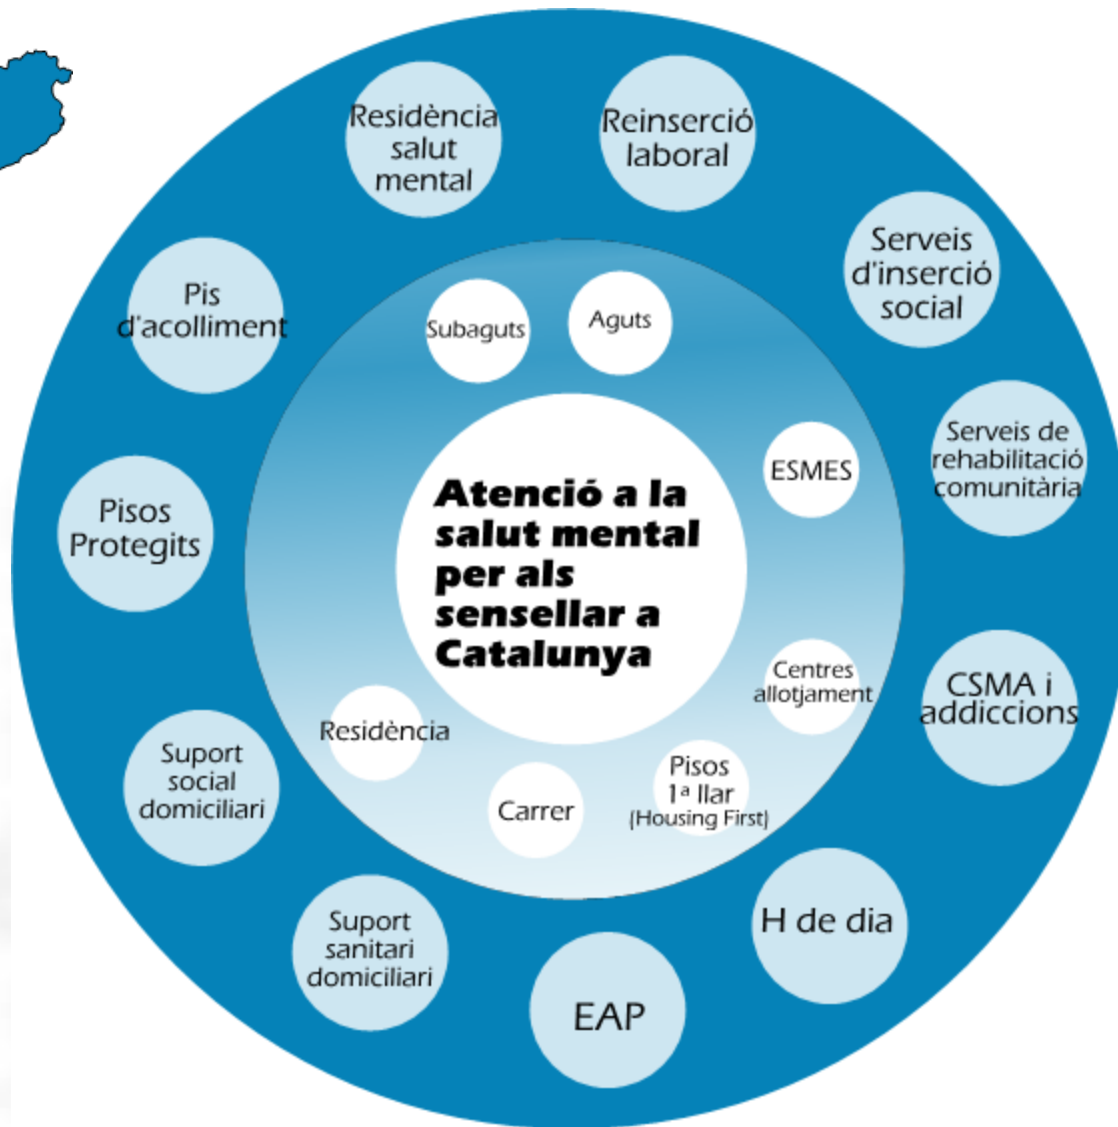 Residència
salut
mental
Reinserció
laboral
Serveis
d'inserció
social
Pis
d'acolliment
Subaguts
Aguts
Serveis de
rehabilitació
comunitària
ESMES
Pisos
Protegits
Atenció a la
salut mental
per als
sensellar a
Catalunya
Centres
allotjament
CSMA i
addiccions
Residència
Suport
social
domiciliari
Carrer
Pisos
1ª llar
(Housing First)
H de dia
Suport
sanitari
domiciliari
EAP